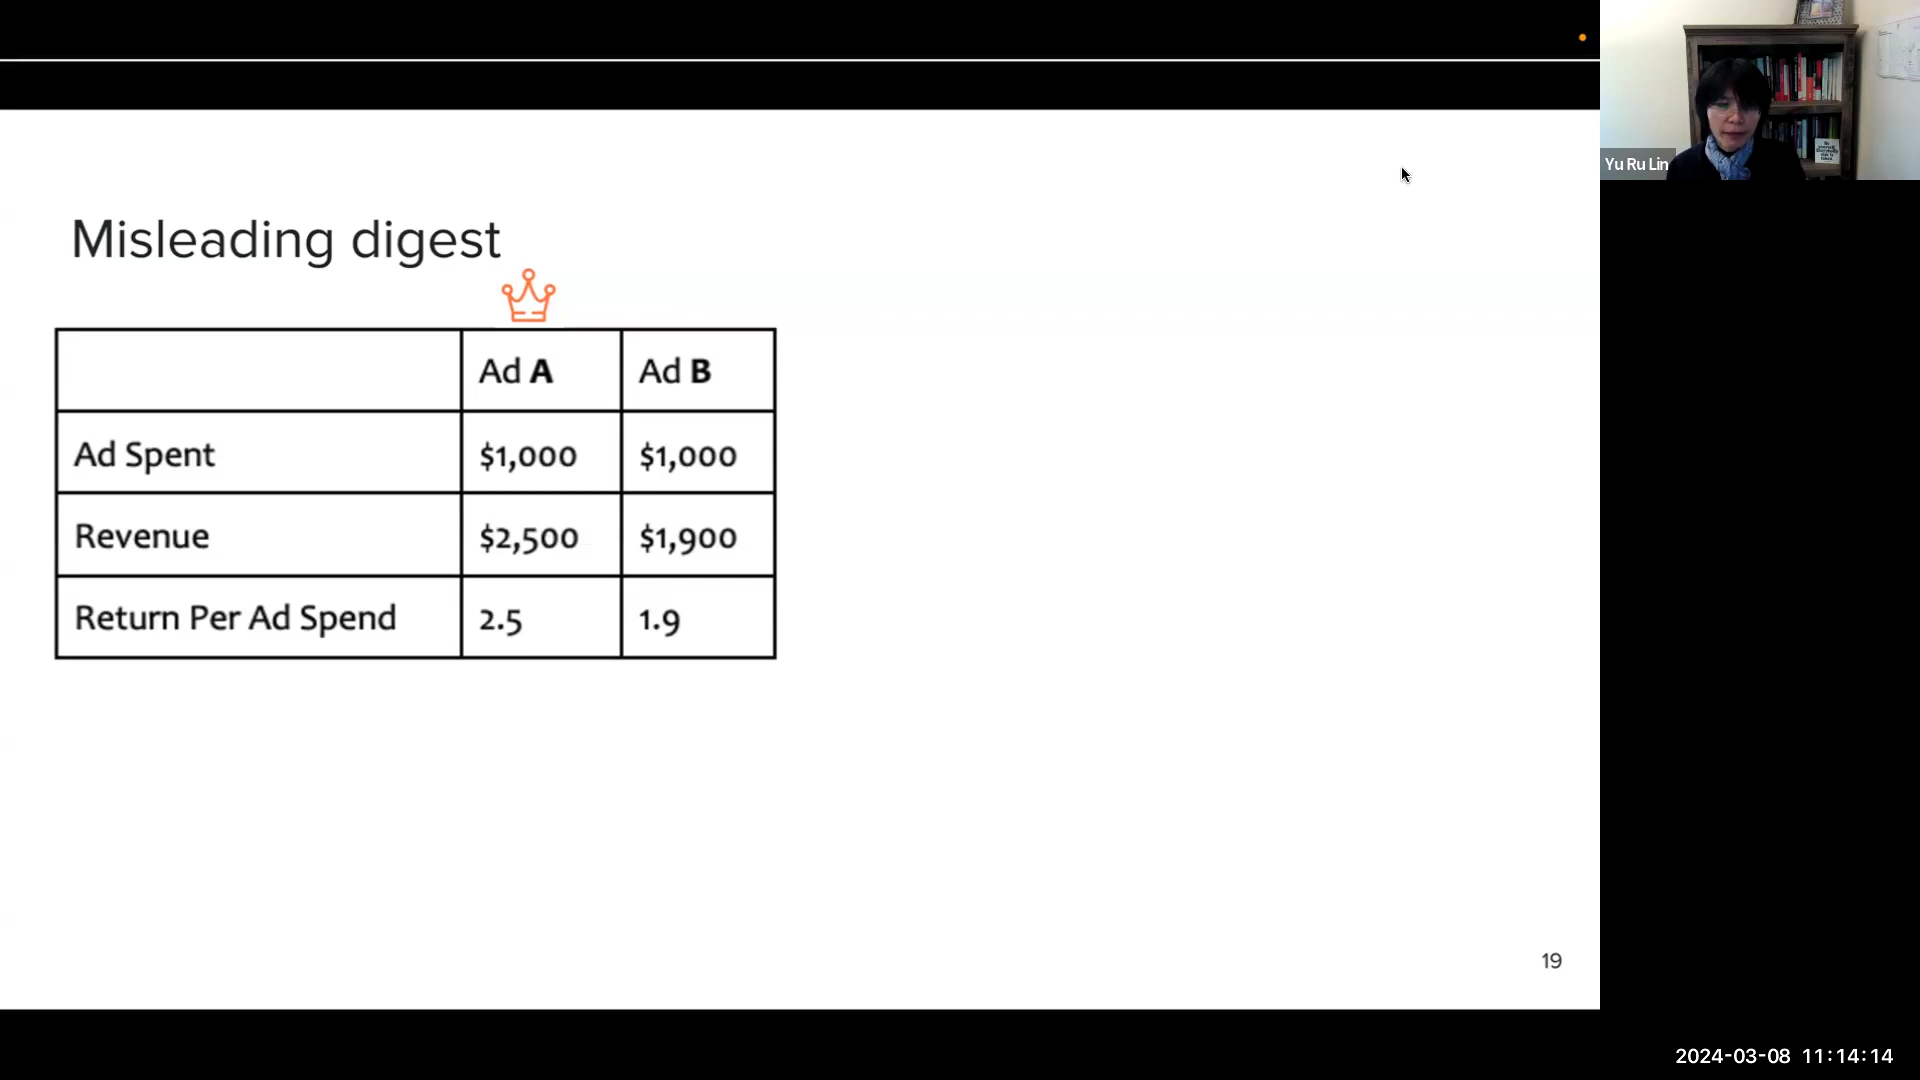 Misleading digest
Ad A Ad B
Ad Spent $1,000 $1,000
Revenue $2,500 $1,900
Return Per Ad Spend 2.5 1.9
19
Yu Ru Lin
2024-03-08 11:14:14